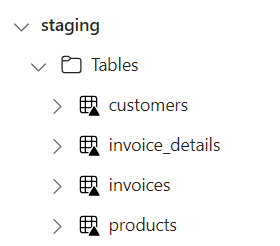 staging
Tables
customers
invoice_details
invoices
products